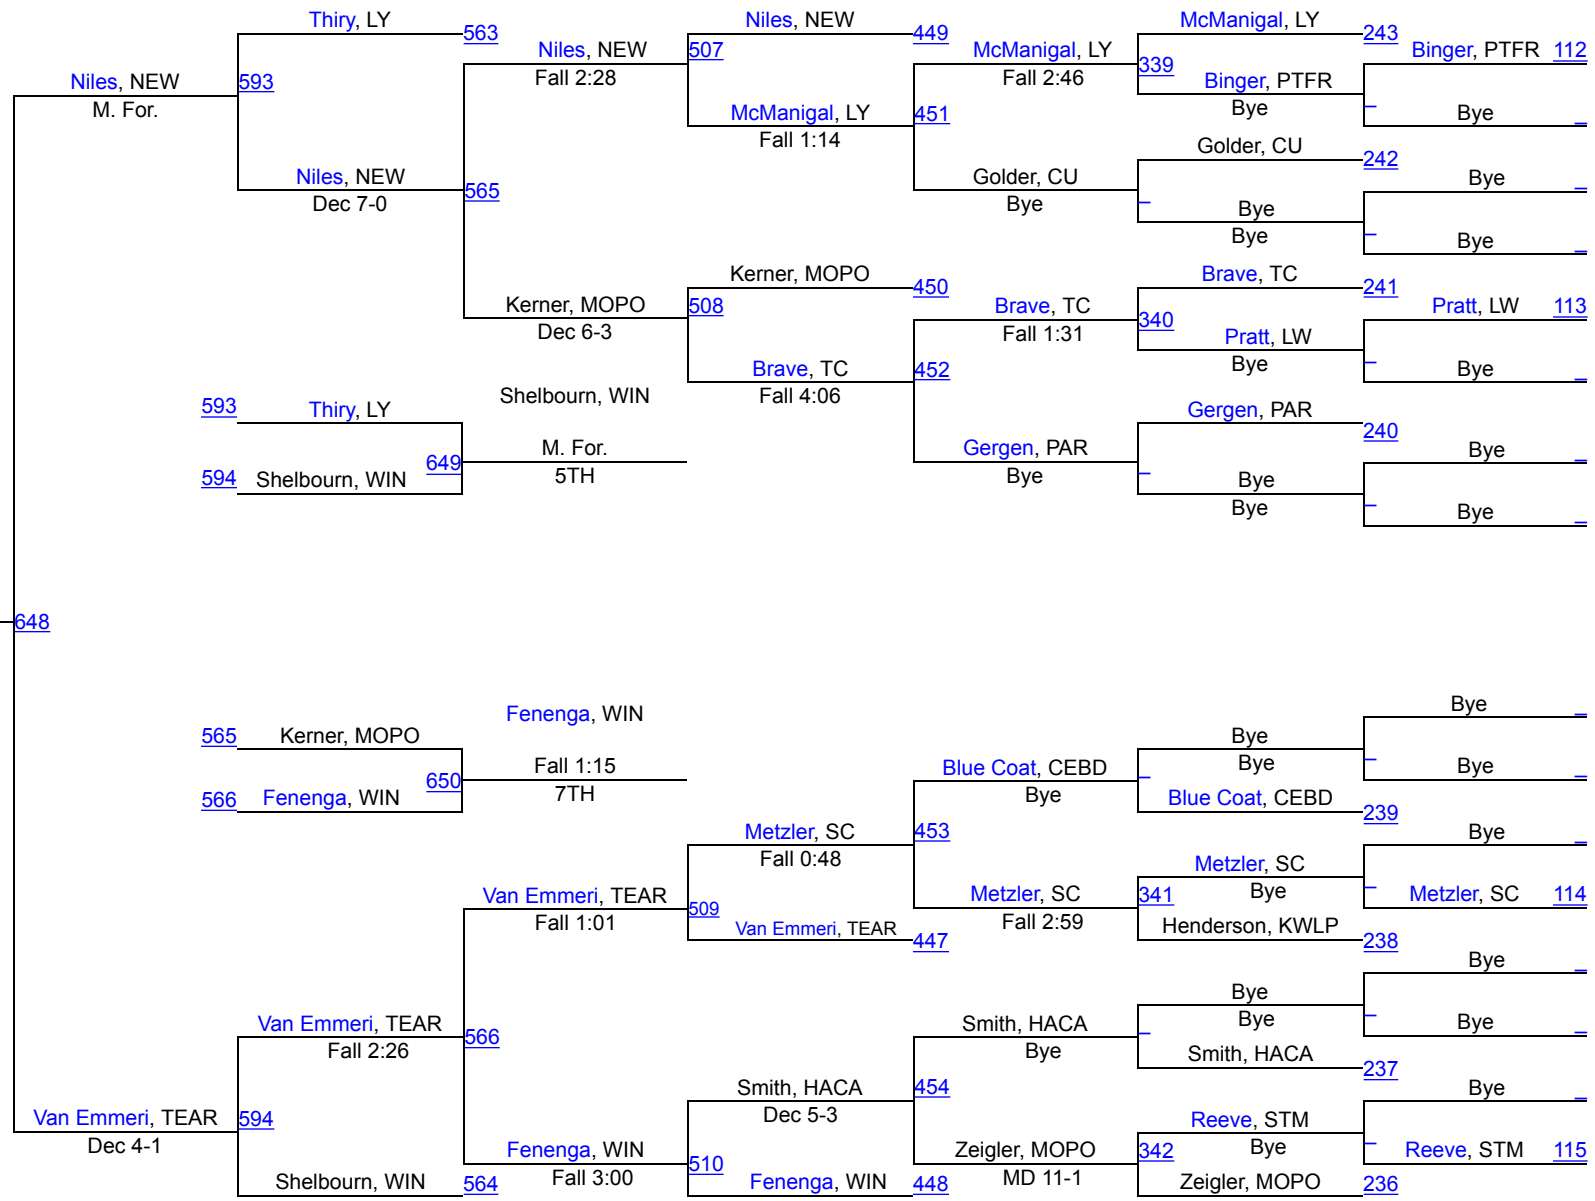 Thiry, LY
563
Niles, NEW
449
McManigal, LY
243
Niles, NEW
507
McManigal, LY
Binger, PTFR
112
Niles, NEW
593
Fall 2:28
Fall 2:46
339
Binger, PTFR
M. For.
McManigal, LY
451
Bye
_
Bye
_
Fall 1:14
Golder, CU
242
Niles, NEW
565
Golder, CU
Bye
_
Dec 7-0
Bye
_
Bye
Bye
_
Bye
_
Kerner, MOPO
450
Brave, TC
241
Kerner, MOPO
508
Brave, TC
340
Pratt, LW
113
Dec 6-3
Fall 1:31
Pratt, LW
Brave, TC
452
Bye
_
Bye
_
Shelbourn, WIN
Fall 4:06
593
Thiry, LY
Gergen, PAR
240
M. For.
Gergen, PAR
Bye
_
594
Shelbourn, WIN
649
5TH
Bye
_
Bye
Bye
_
Bye
_
648
Bye
_
Fenenga, WIN
565
Kerner, MOPO
Bye
650
Fall 1:15
Blue Coat, CEBD
_
Bye
_
Bye
_
566
Fenenga, WIN
7TH
Bye
Blue Coat, CEBD
239
Metzler, SC
453
Bye
_
Fall 0:48
Metzler, SC
Van Emmeri, TEAR
509
Metzler, SC
341
Bye
_
Metzler, SC
114
Fall 1:01
Van Emmeri, TEAR
447
Fall 2:59
Henderson, KWLP
238
Bye
_
Bye
Van Emmeri, TEAR
566
Smith, HACA
_
Bye
_
Bye
_
Fall 2:26
Bye
Smith, HACA
237
Smith, HACA
454
Bye
_
Van Emmeri, TEAR
594
Dec 5-3
Reeve, STM
Dec 4-1
Fenenga, WIN
510
Zeigler, MOPO
342
Bye
_
Reeve, STM
115
Shelbourn, WIN
564
Fall 3:00
Fenenga, WIN
448
MD 11-1
Zeigler, MOPO
236